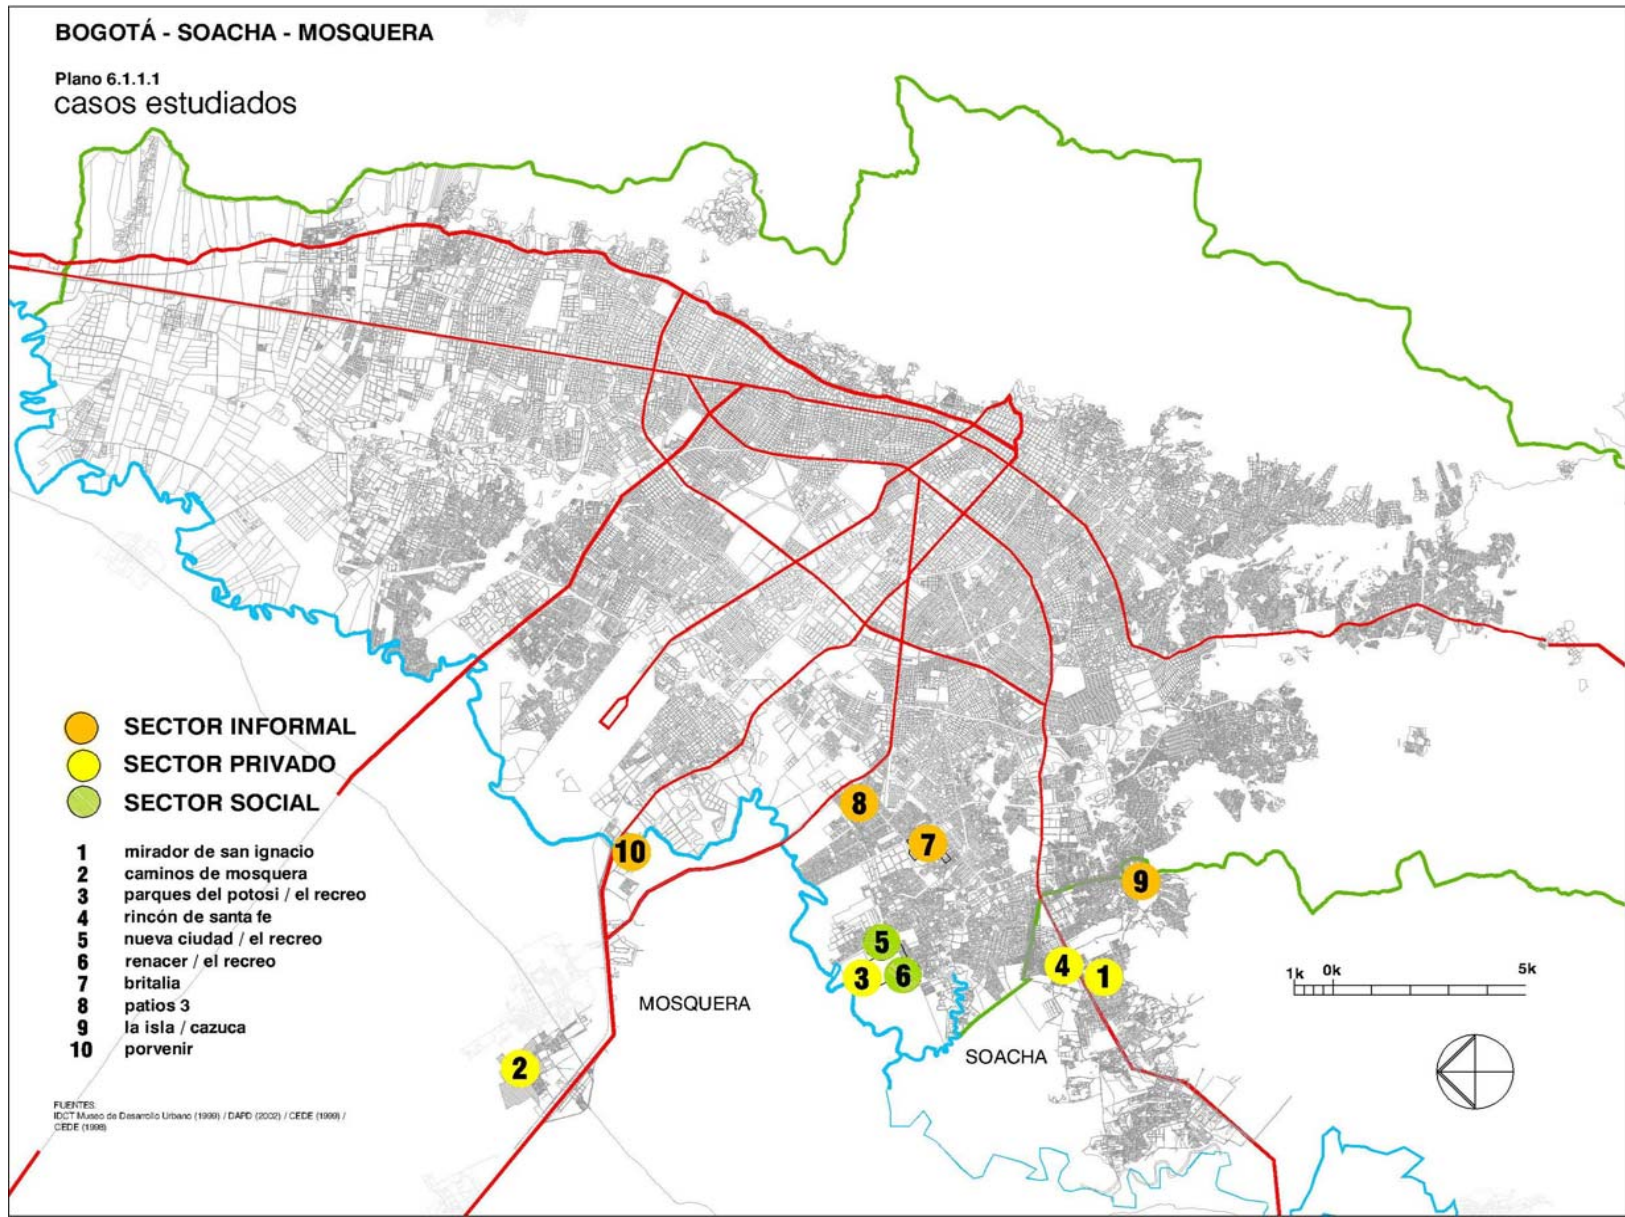 BOGOTÁ - SOACHA - MOSQUERA
Plano 6.1.1.1
casos estudiados
SECTOR INFORMAL
SECTOR PRIVADO
SECTOR SOCIAL
1 mirador de san ignacio
2 caminos de mosquera
3 parques del potosi / el recreo
4 rincón de santa fe
5 nueva ciudad / el recreo
6 renacer / el recreo
7 britalia
8 patios 3
9 la isla / cazuca
10 porvenir
FUENTES:
IDCT Museo de Desarrollo Urbano (1999) / DAPD (2002) / CEDE (1999) /
CEDE (1998)
8
7
10
9
5
3
6
4
1
2
MOSQUERA
SOACHA
1k 0k 5k